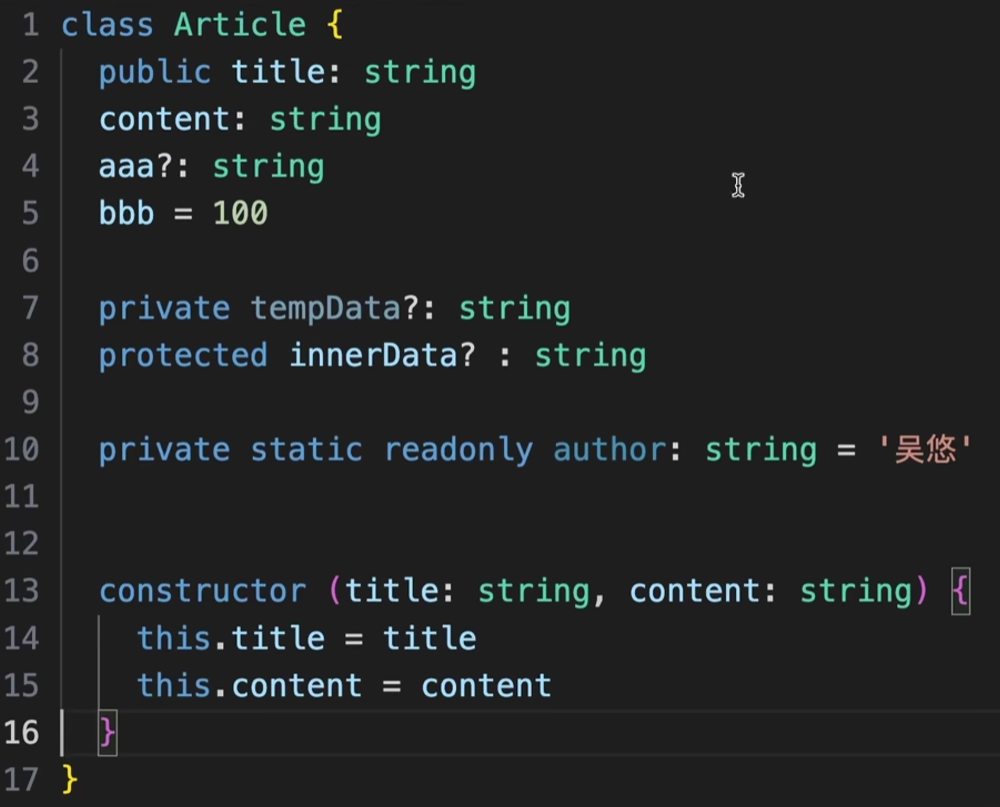 1 class Article {
2 public title: string
3 content: string
4 aaa?: string
5 bbb = 100
6
7 private tempData?: string
8 protected innerData? : string
9
10 private static readonly author: string = '吴悠'
11
12
13 constructor (title: string, content: string) {
14 this.title = title
15 this.content = content
16 }
17 }